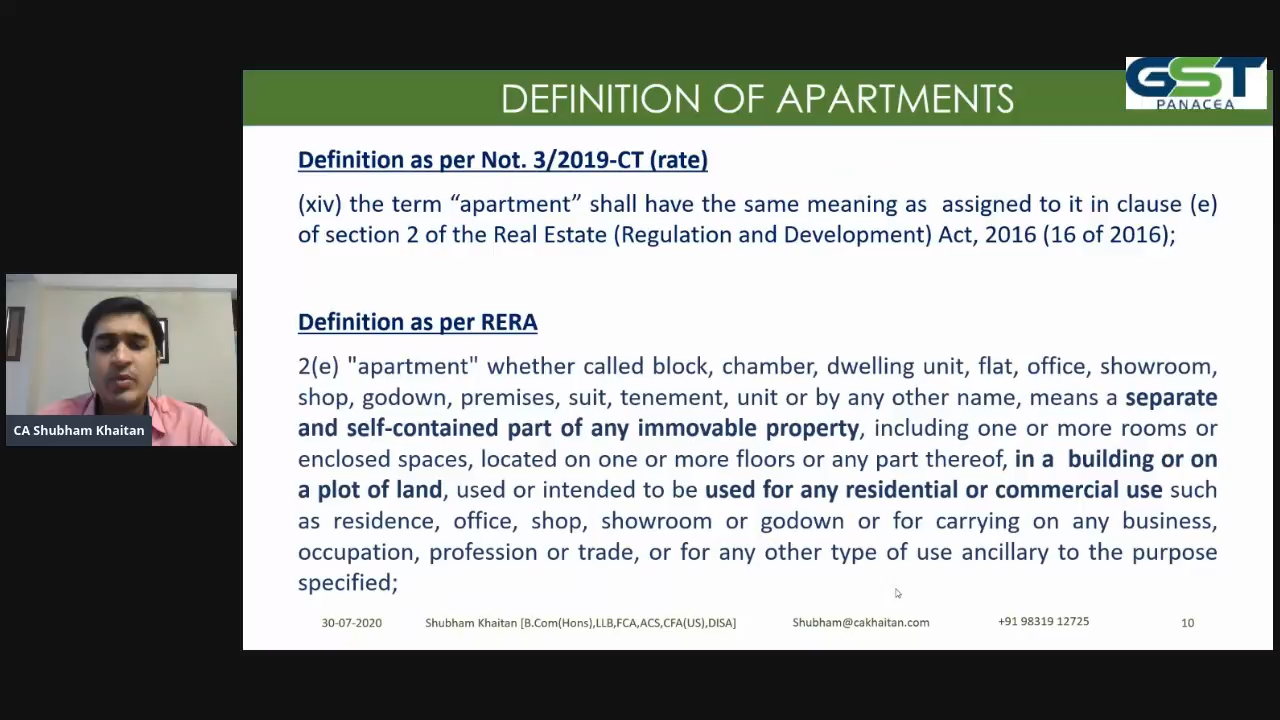 DEFINITION OF APARTMENTS
GST
PANACEA
Definition as per Not. 3/2019-CT (rate)
(xiv) the term “apartment” shall have the same meaning as assigned to it in clause (e)
of section 2 of the Real Estate (Regulation and Development) Act, 2016 (16 of 2016);
Definition as per RERA
2(e) "apartment" whether called block, chamber, dwelling unit, flat, office, showroom,
shop, godown, premises, suit, tenement, unit or by any other name, means a separate
and self-contained part of any immovable property, including one or more rooms or
enclosed spaces, located on one or more floors or any part thereof, in a building or on
a plot of land, used or intended to be used for any residential or commercial use such
as residence, office, shop, showroom or godown or for carrying on any business,
occupation, profession or trade, or for any other type of use ancillary to the purpose
specified;
CA Shubham Khaitan
30-07-2020 Shubham Khaitan [B.Com(Hons),LLB,FCA,ACS,CFA(US),DISA] Shubham@cakhaitan.com +91 98319 12725 10